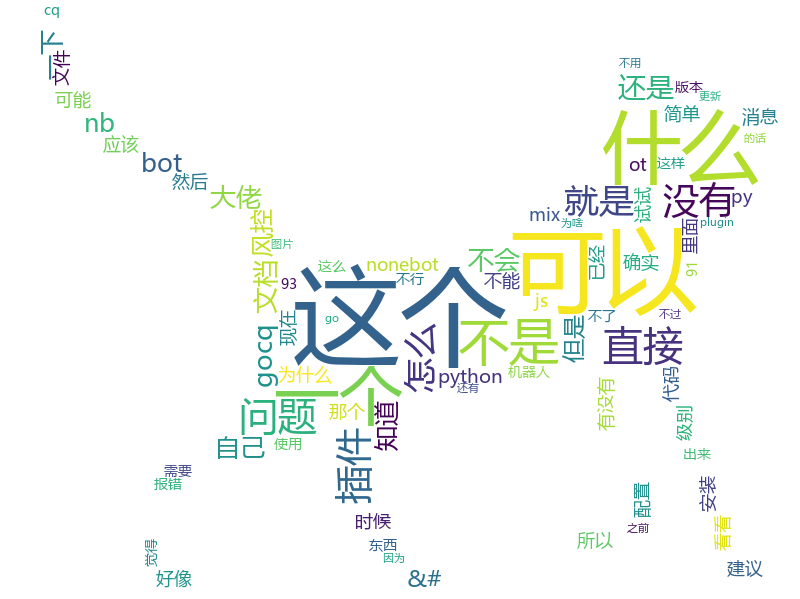 cq
一下
文件
可能
nb
应该
bot
然后
大佬
风控
图片
文档
93
现在
gocq
这么
go
nonebot
不行
这个
不会
不能
mix
为啥
就是
还是
不用
版本
更新
简单
消息
的话
什么
ot
这样
试试
没有
py
里面
plugin
91
已经
确实
可以
js
不是
但是
不了
不过
直接
怎么
python
还有
机器人
为什么
一个
问题
那个
知道
自己
使用
插件
需要
报错
觉得
好像
时候
东西
因为
&#
有没有
代码
级别
出来
安装
配置
之前
所以
看看
建议